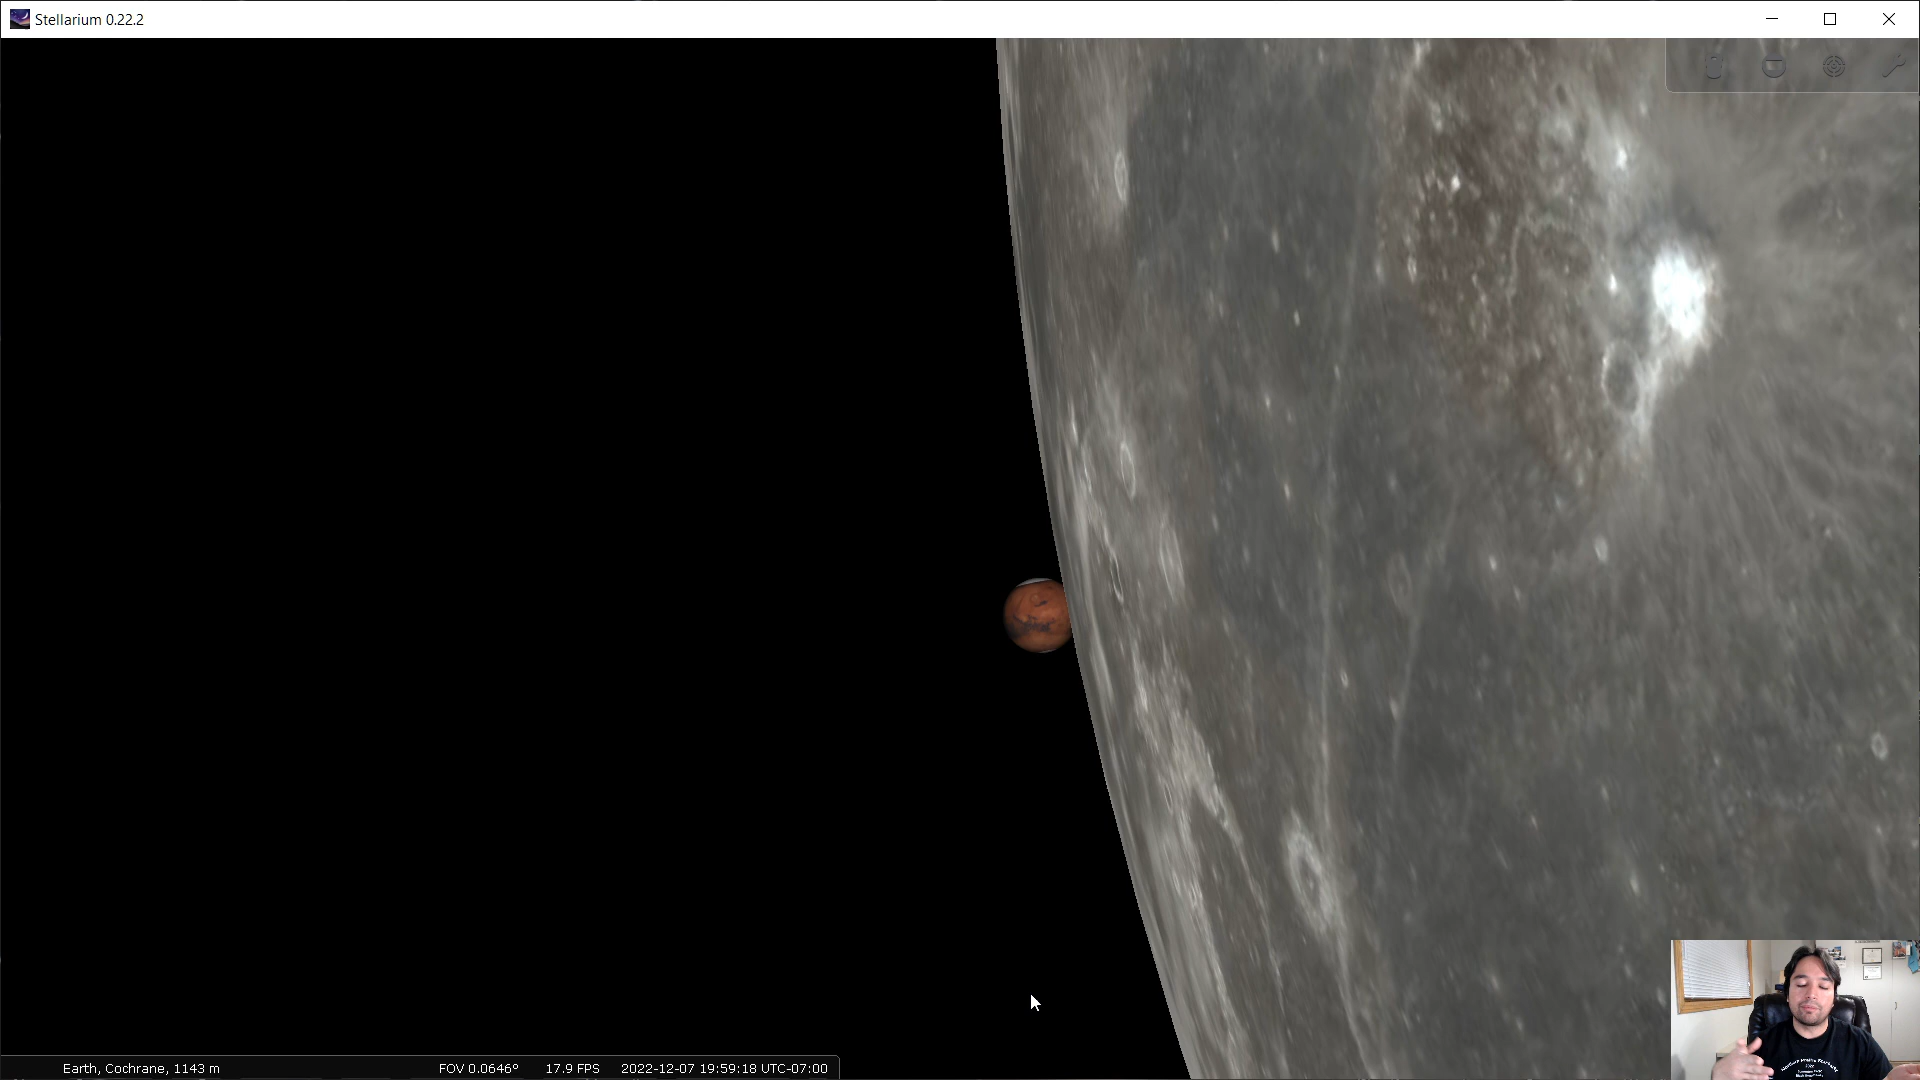 Stellarium 0.22.2
Earth, Cochrane, 1143 m FOV 0.0646° 17.9 FPS 2022-12-07 19:59:18 UTC-07:00